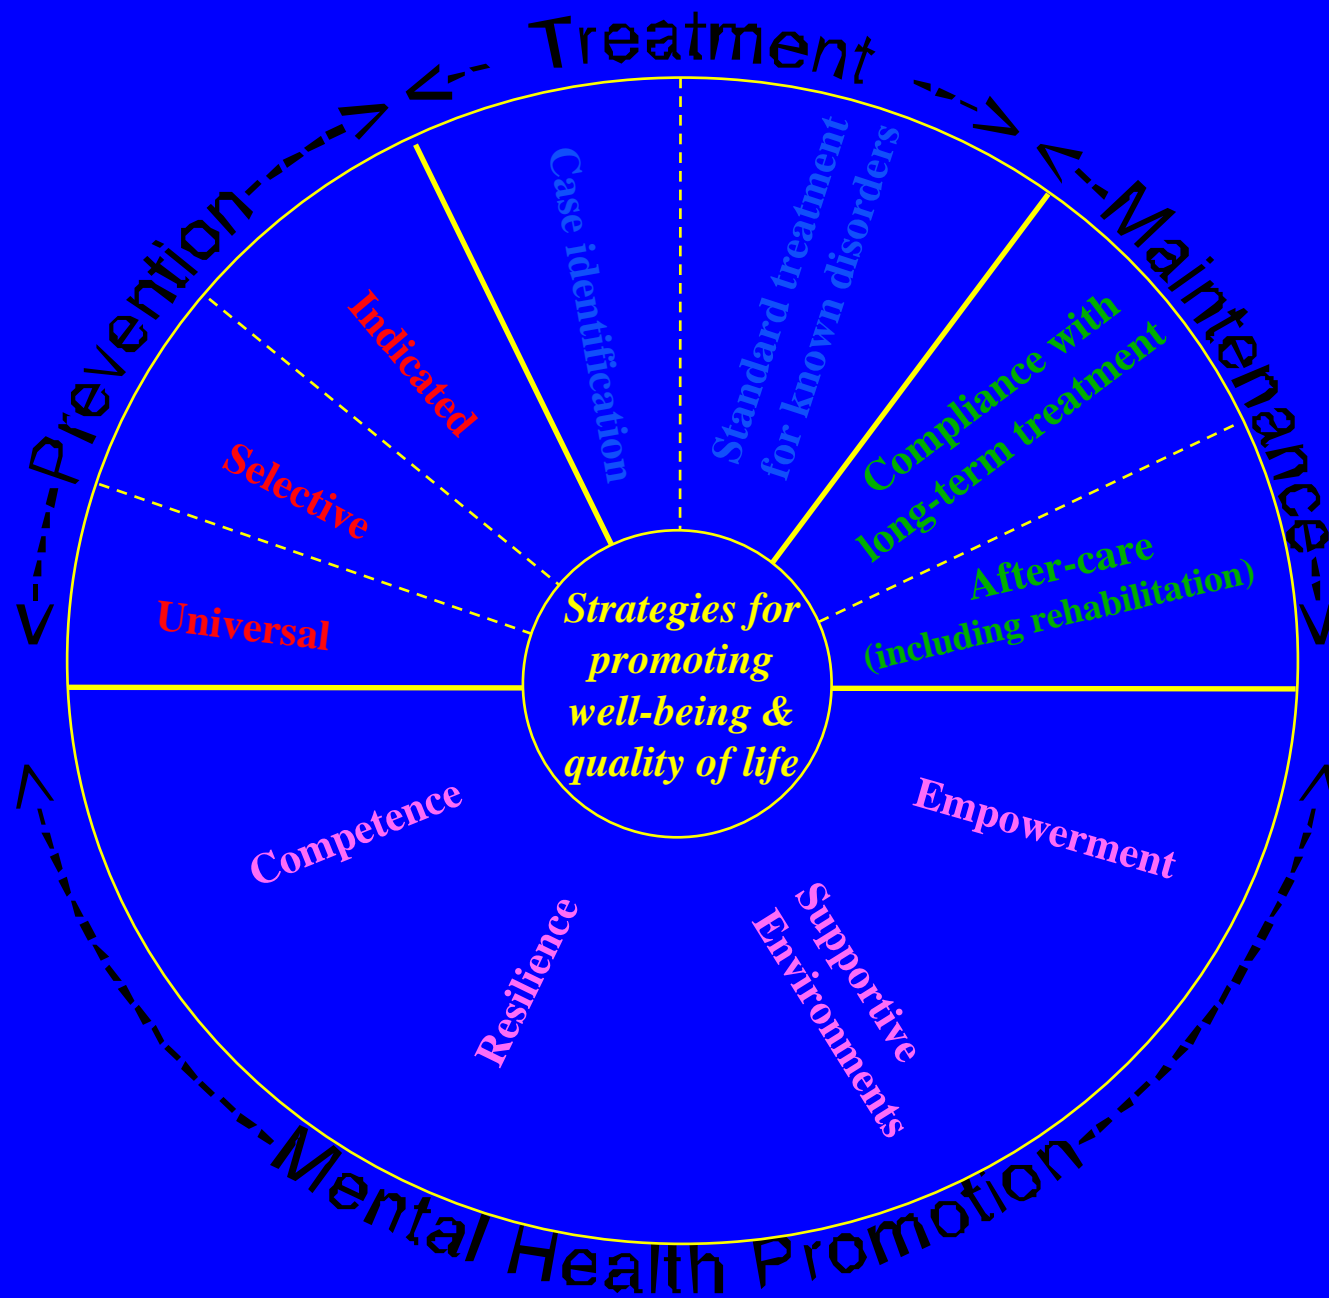 Treatment
Prevention
Maintenance
Case identification
Standard treatment
for known disorders
Indicated
Selective
Universal
Compliance with
long-term treatment
After-care
(including rehabilitation)
Strategies for
promoting
well-being &
quality of life
Competence
Resilience
Supportive
Environments
Empowerment
Mental Health Promotion